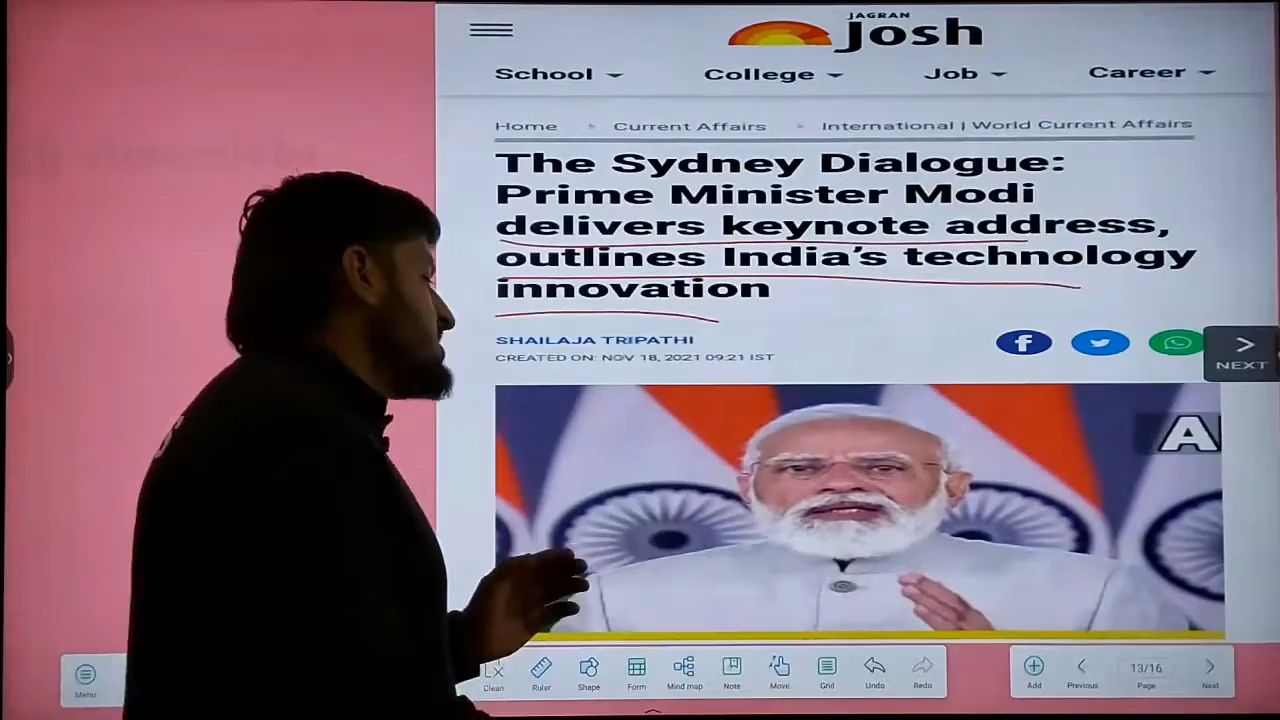 JAGRAN
Josh
School
College
Job
Career
Home
Current Affairs
International | World Current Affairs
The Sydney Dialogue:
Prime Minister Modi
delivers keynote address,
outlines India's technology
innovation
SHAILAJA TRIPATHI
CREATED ON: NOV 18, 2021 09:21 IST
NEXT
A
Menu
Clean
Ruler
Shape
Form
Mind map
Note
Move
Grid
Undo
Redo
Add
Previous
13/16
Page
Next